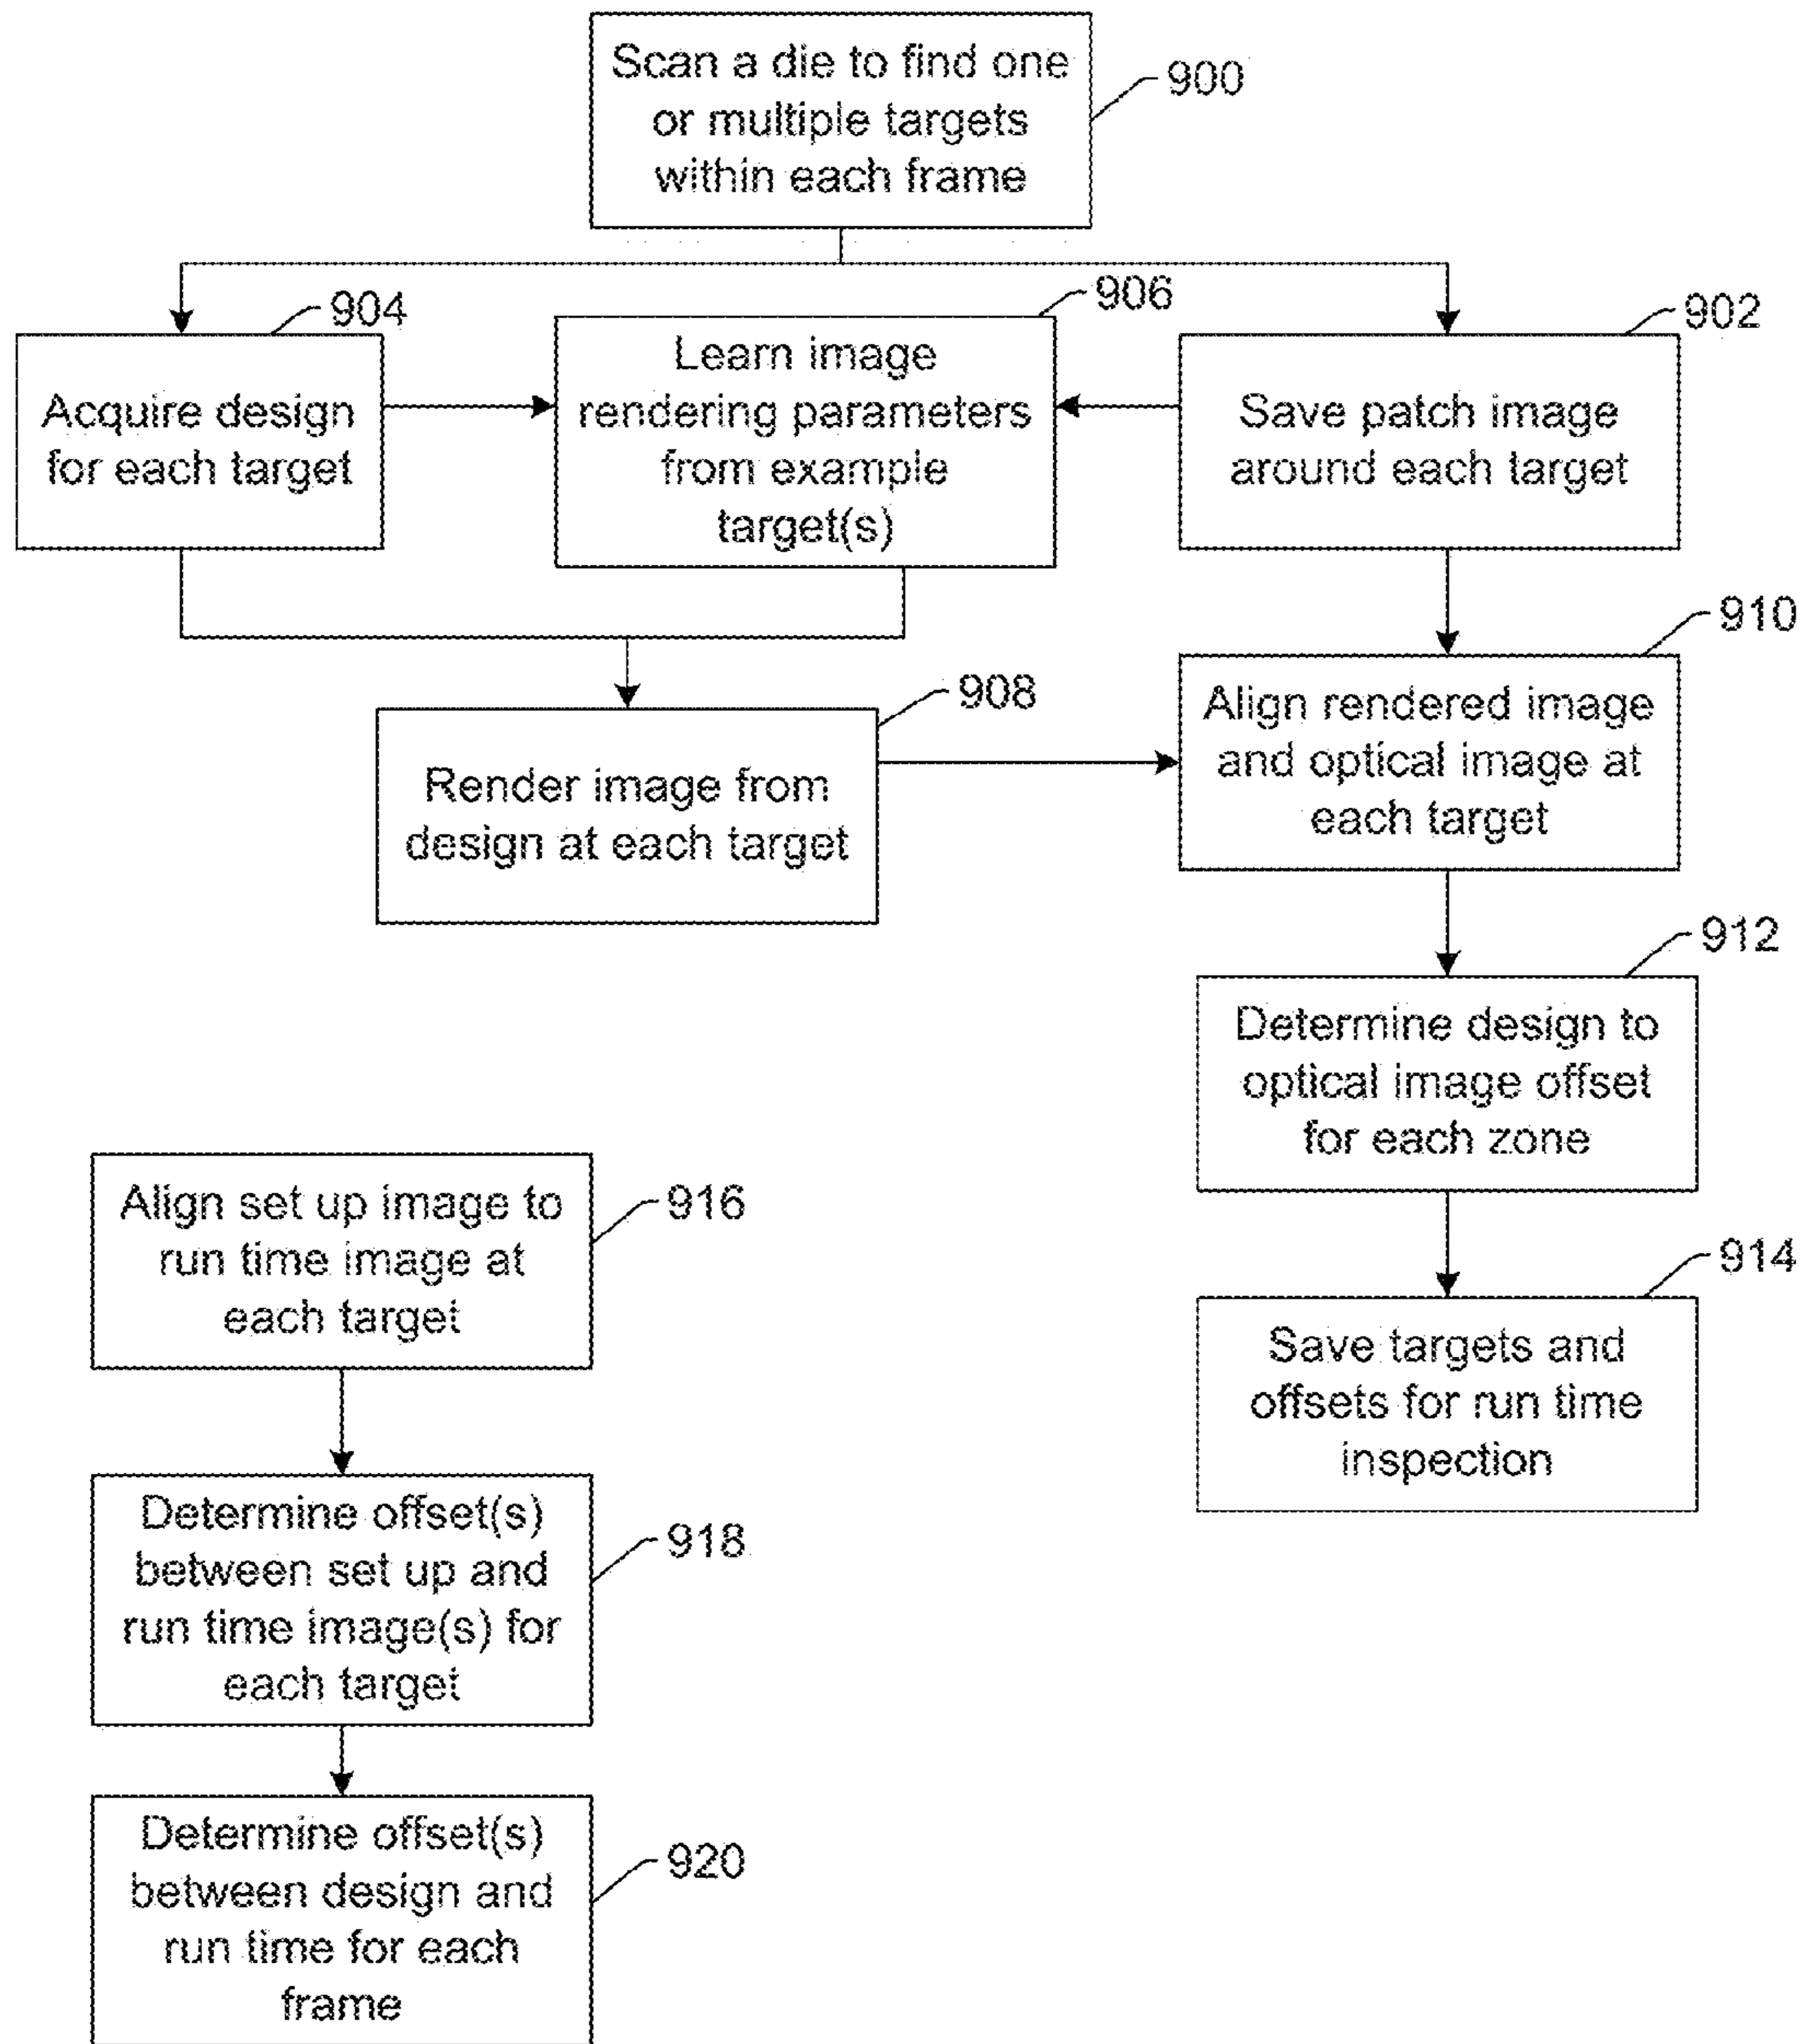 Scan a die to find one
or multiple targets
within each frame
900
904
906
902
Acquire design
for each target
Learn image
rendering parameters
from example
target(s)
Save patch image
around each target
910
908
Render image from
design at each target
Align rendered image
and optical image at
each target
912
Determine design to
optical image offset
for each zone
914
Save targets and
offsets for run time
inspection
Align set up image to
run time image at
each target
916
Determine offset(s)
between set up and
run time image(s) for
each target
918
Determine offset(s)
between design and
run time for each
frame
920